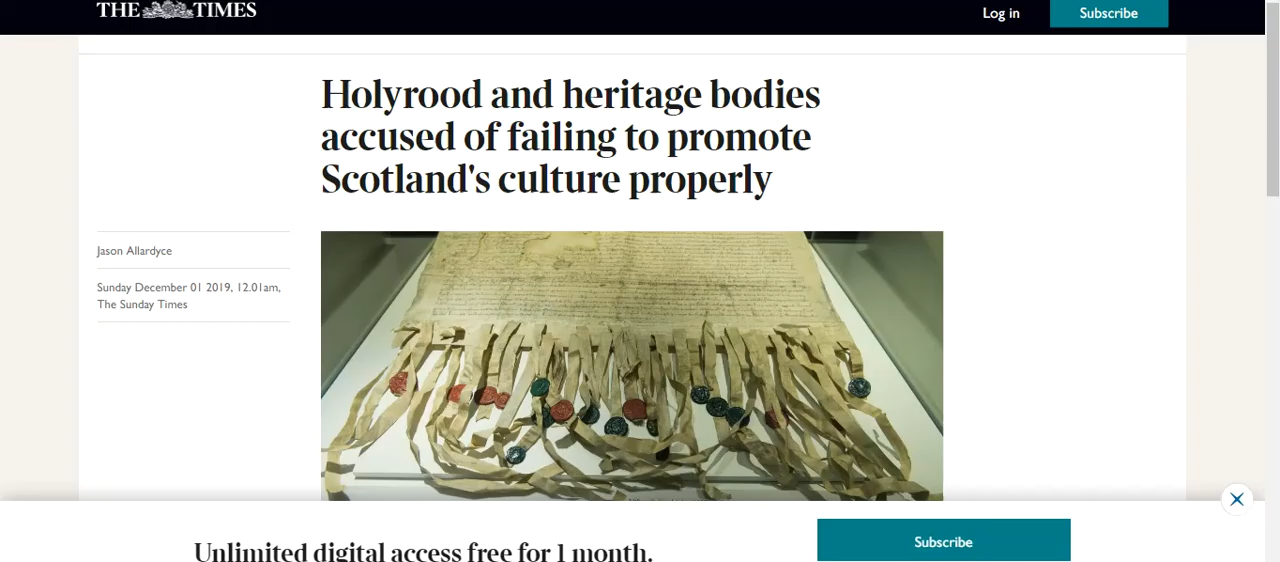 THE TIMES
Log in
Subscribe
Holyrood and heritage bodies
accused of failing to promote
Scotland's culture properly
Jason Allardyce
Sunday December 01 2019, 12.01am,
The Sunday Times
Unlimited digital access free for 1 month.
Subscribe